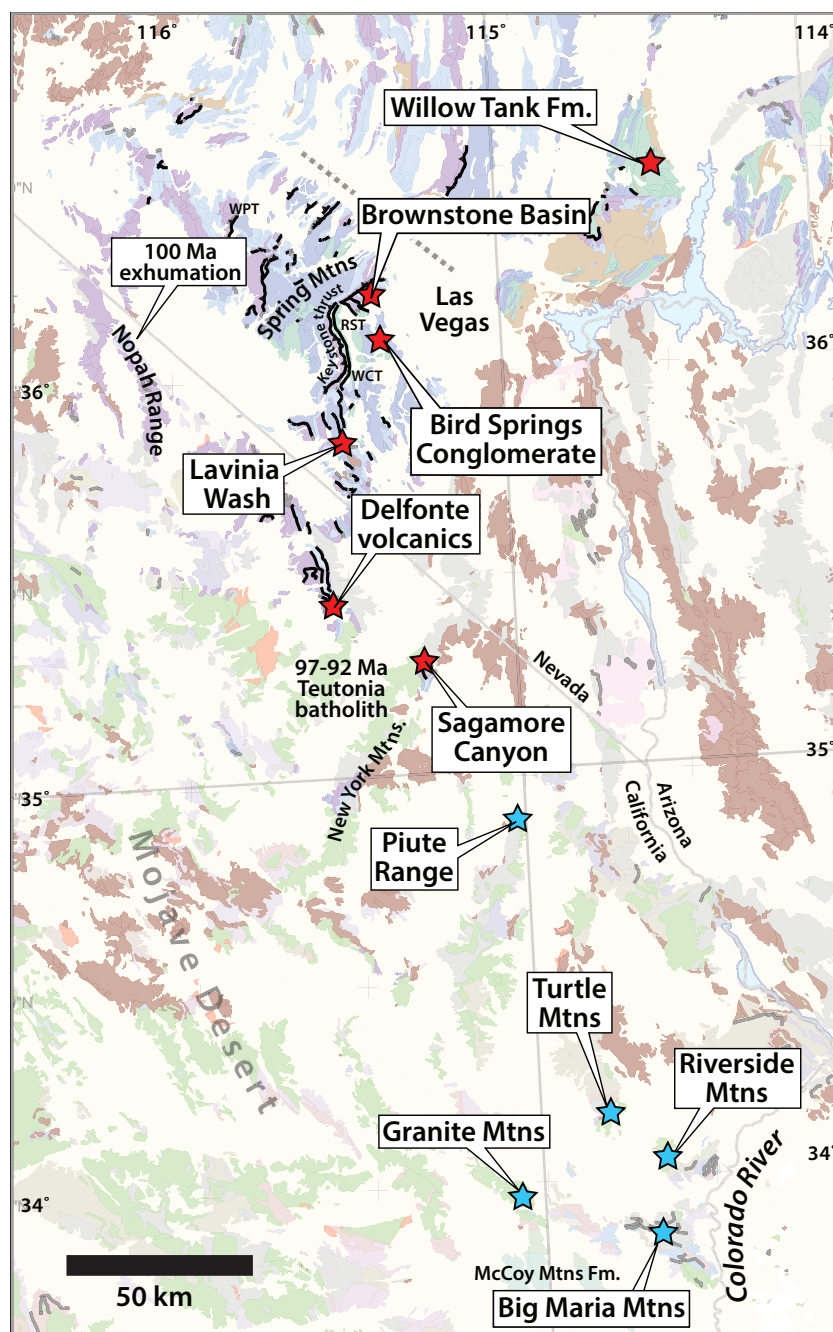 116˚
115˚
114˚
Willow Tank Fm.
WPT
Brownstone Basin
100 Ma
exhumation
Spring Mtns
Las
Vegas
Key stone thrust
RST
WCT
36˚
36˚
Nopah Range
Bird Springs
Conglomerate
Lavinia
Wash
Delfonte
volcanics
97-92 Ma
Teutonia
batholith
Nevada
Sagamore
Canyon
New York Mtns.
35˚
35˚
Arizona
California
Piute
Range
Mojave Desert
Turtle
Mtns
Riverside
Mtns
Granite Mtns
34˚
34˚
Colorado River
50 km
McCoy Mtns Fm.
Big Maria Mtns